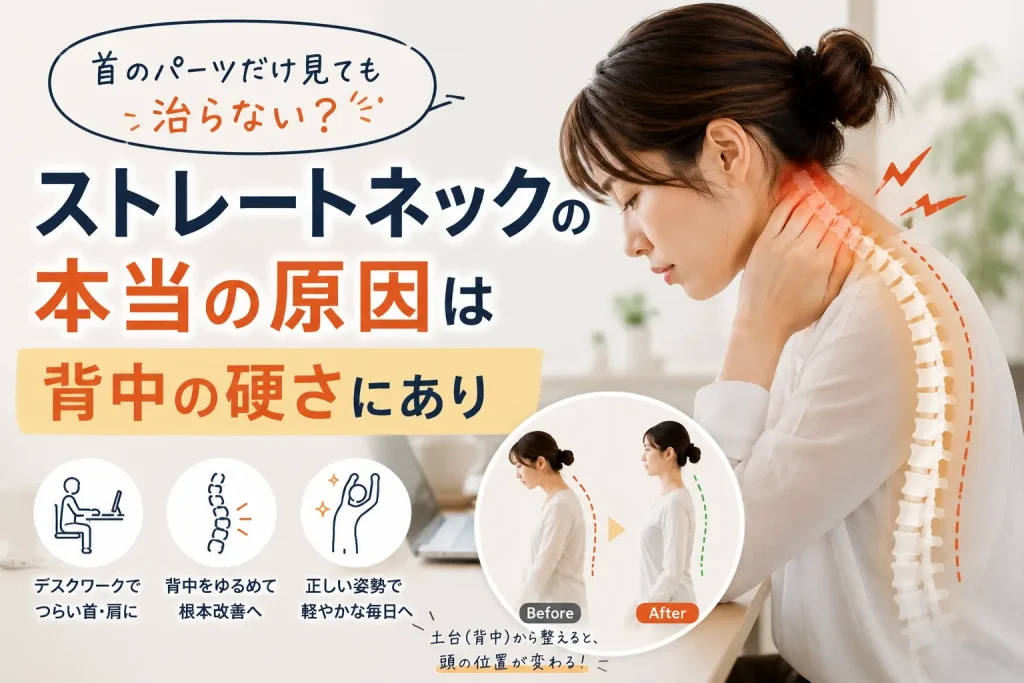 首のパーツだけ見ても
治らない？
ストレートネックの
本当の原因は
背中の硬さにあり
デスクワークで
つらい首・肩に
背中をゆるめて
根本改善へ
正しい姿勢で
軽やかな毎日へ
Before
After
土台(背中)から整えると、
頭の位置が変わる！